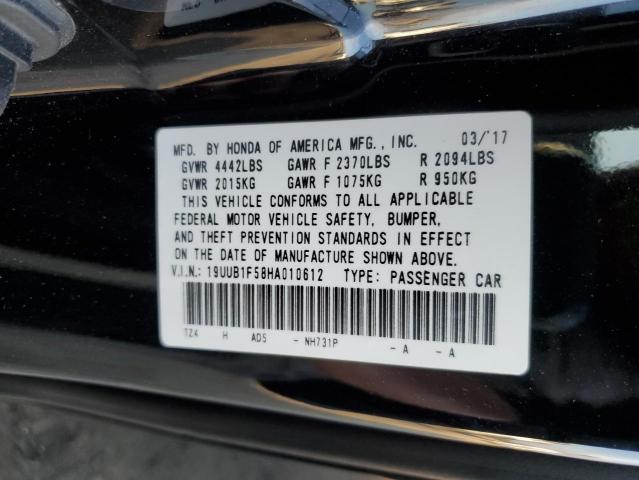 MFD. BY HONDA OF AMERICA MFG., INC. 03/'17
GVWR 4442LBS GAWR F 2370LBS R 2094LBS
GVWR 2015KG GAWR F 1075KG R 950KG
THIS VEHICLE CONFORMS TO ALL APPLICABLE
FEDERAL MOTOR VEHICLE SAFETY, BUMPER,
AND THEFT PREVENTION STANDARDS IN EFFECT
ON THE DATE OF MANUFACTURE SHOWN ABOVE.
V.I.N.: 19UUB1F58HA010612 TYPE: PASSENGER CAR
TZ4 H AD5 - NH731P - A - A